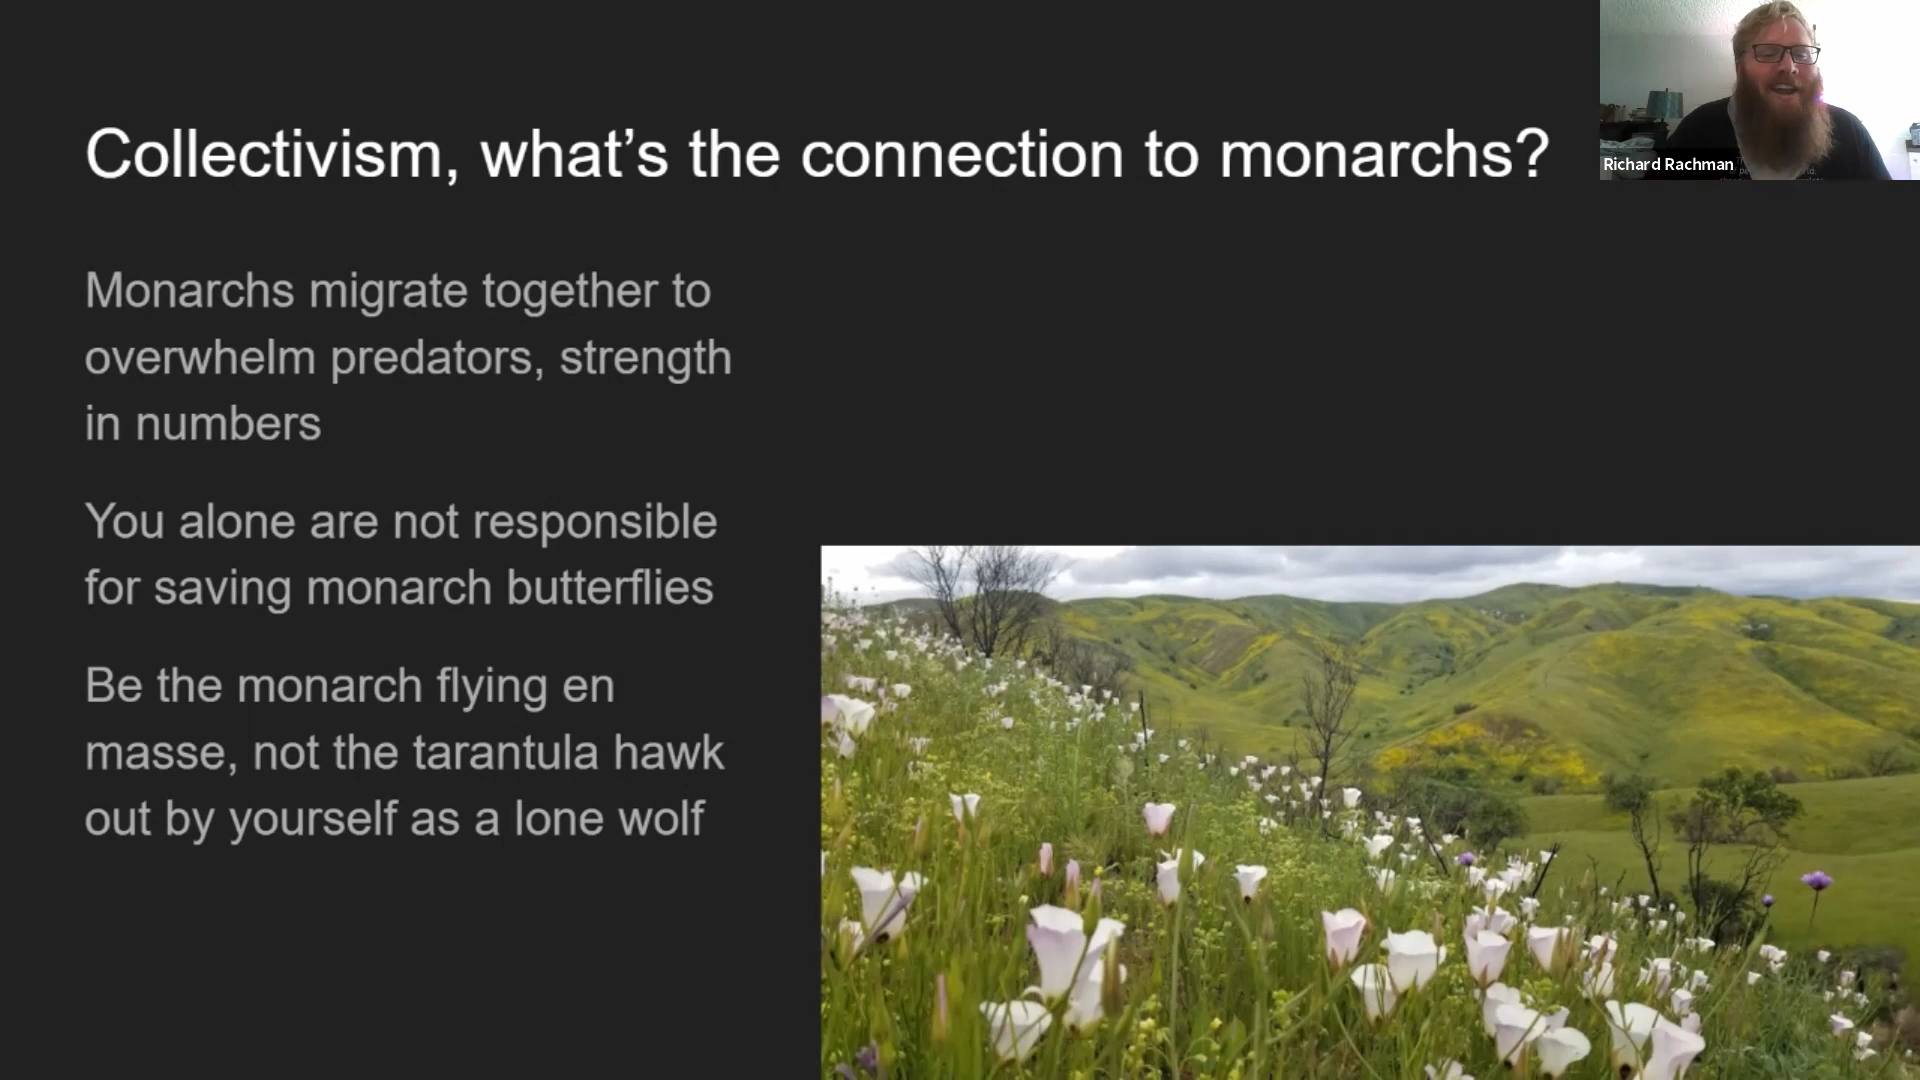 Collectivism, what’s the connection to monarchs?
Richard Rachman
Monarchs migrate together to
overwhelm predators, strength
in numbers
You alone are not responsible
for saving monarch butterflies
Be the monarch flying en
masse, not the tarantula hawk
out by yourself as a lone wolf